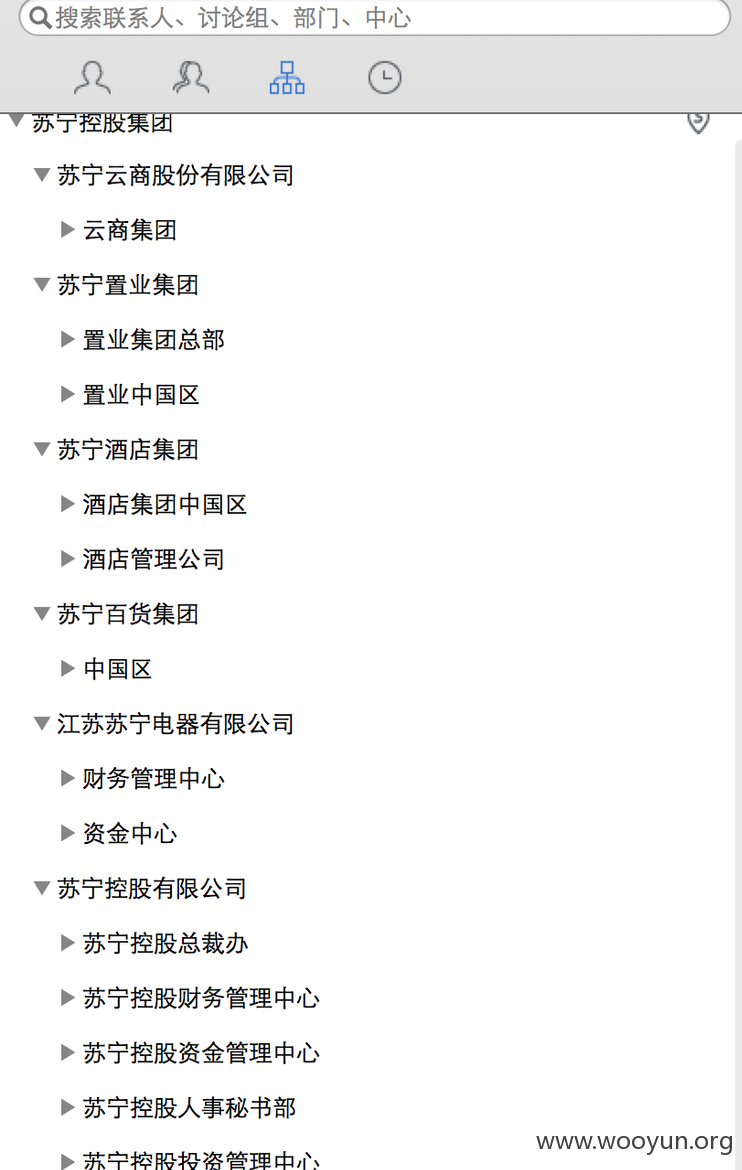 搜索联系人、讨论组、部门、中心
苏宁控股集团
苏宁云商股份有限公司
云商集团
苏宁置业集团
置业集团总部
置业中国区
苏宁酒店集团
酒店集团中国区
酒店管理公司
苏宁百货集团
中国区
江苏苏宁电器有限公司
财务管理中心
资金中心
苏宁控股有限公司
苏宁控股总裁办
苏宁控股财务管理中心
苏宁控股资金管理中心
苏宁控股人事秘书部
www.wooyun.org
苏宁控股投资管理中心